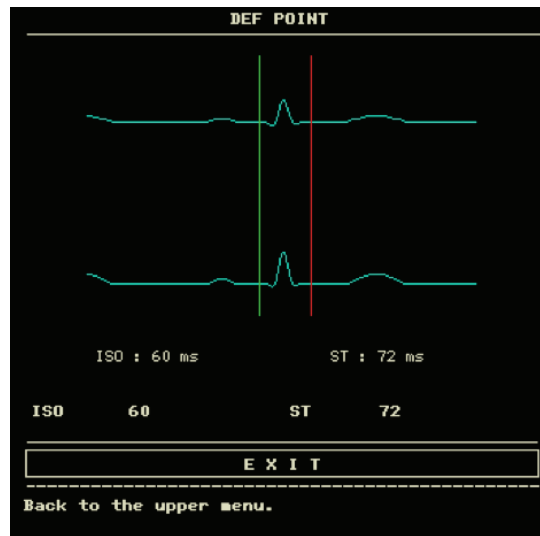 DEF POINT
ISO : 60 ms ST : 72 ms
ISO 60 ST 72
E X I T
Back to the upper menu.